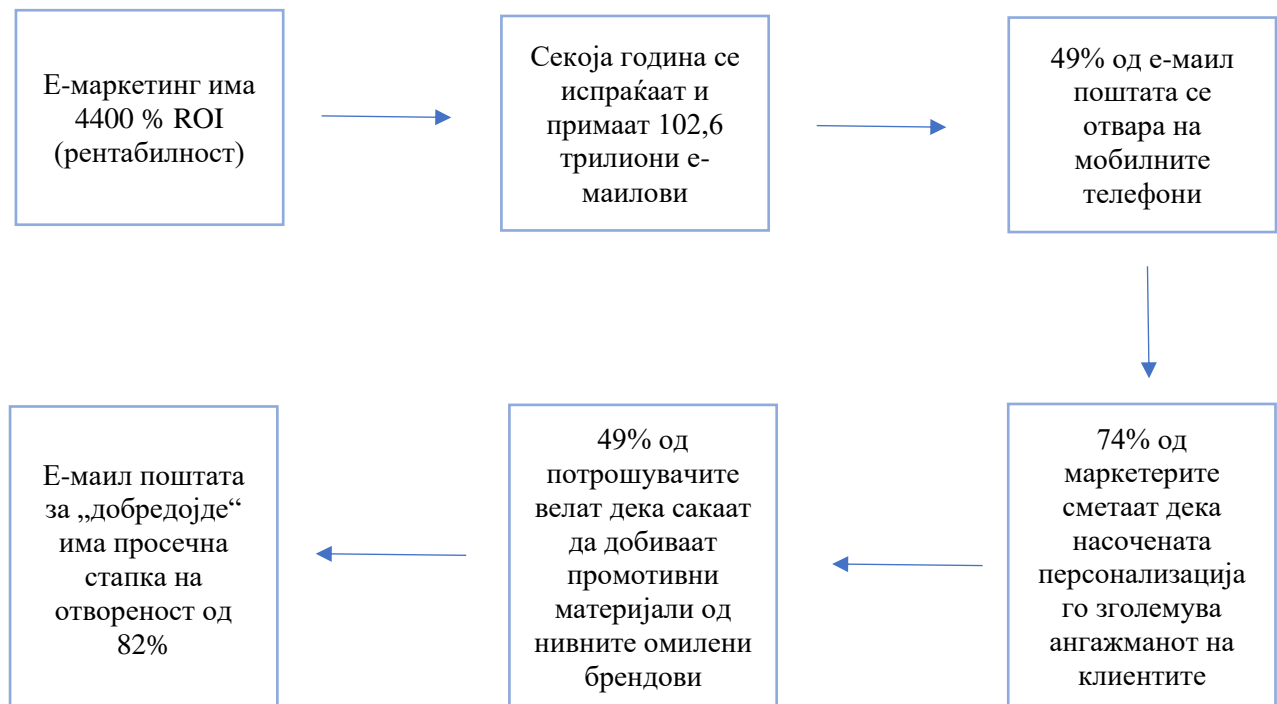 Е-маркетинг има
4400 % ROI
(рентабилност)
Секоја година се
испраќаат и
примаат 102,6
трилиони е-
маилови
49% од е-маил
поштата се
отвара на
мобилните
телефони
74% од
маркетерите
сметаат дека
насочената
персонализација
го зголемува
ангажманот на
клиентите
49% од
потрошувачите
велат дека сакаат
да добиваат
промотивни
материјали од
нивните омилени
брендови
Е-маил поштата
за „добредојде“
има просечна
стапка на
отвореност од
82%